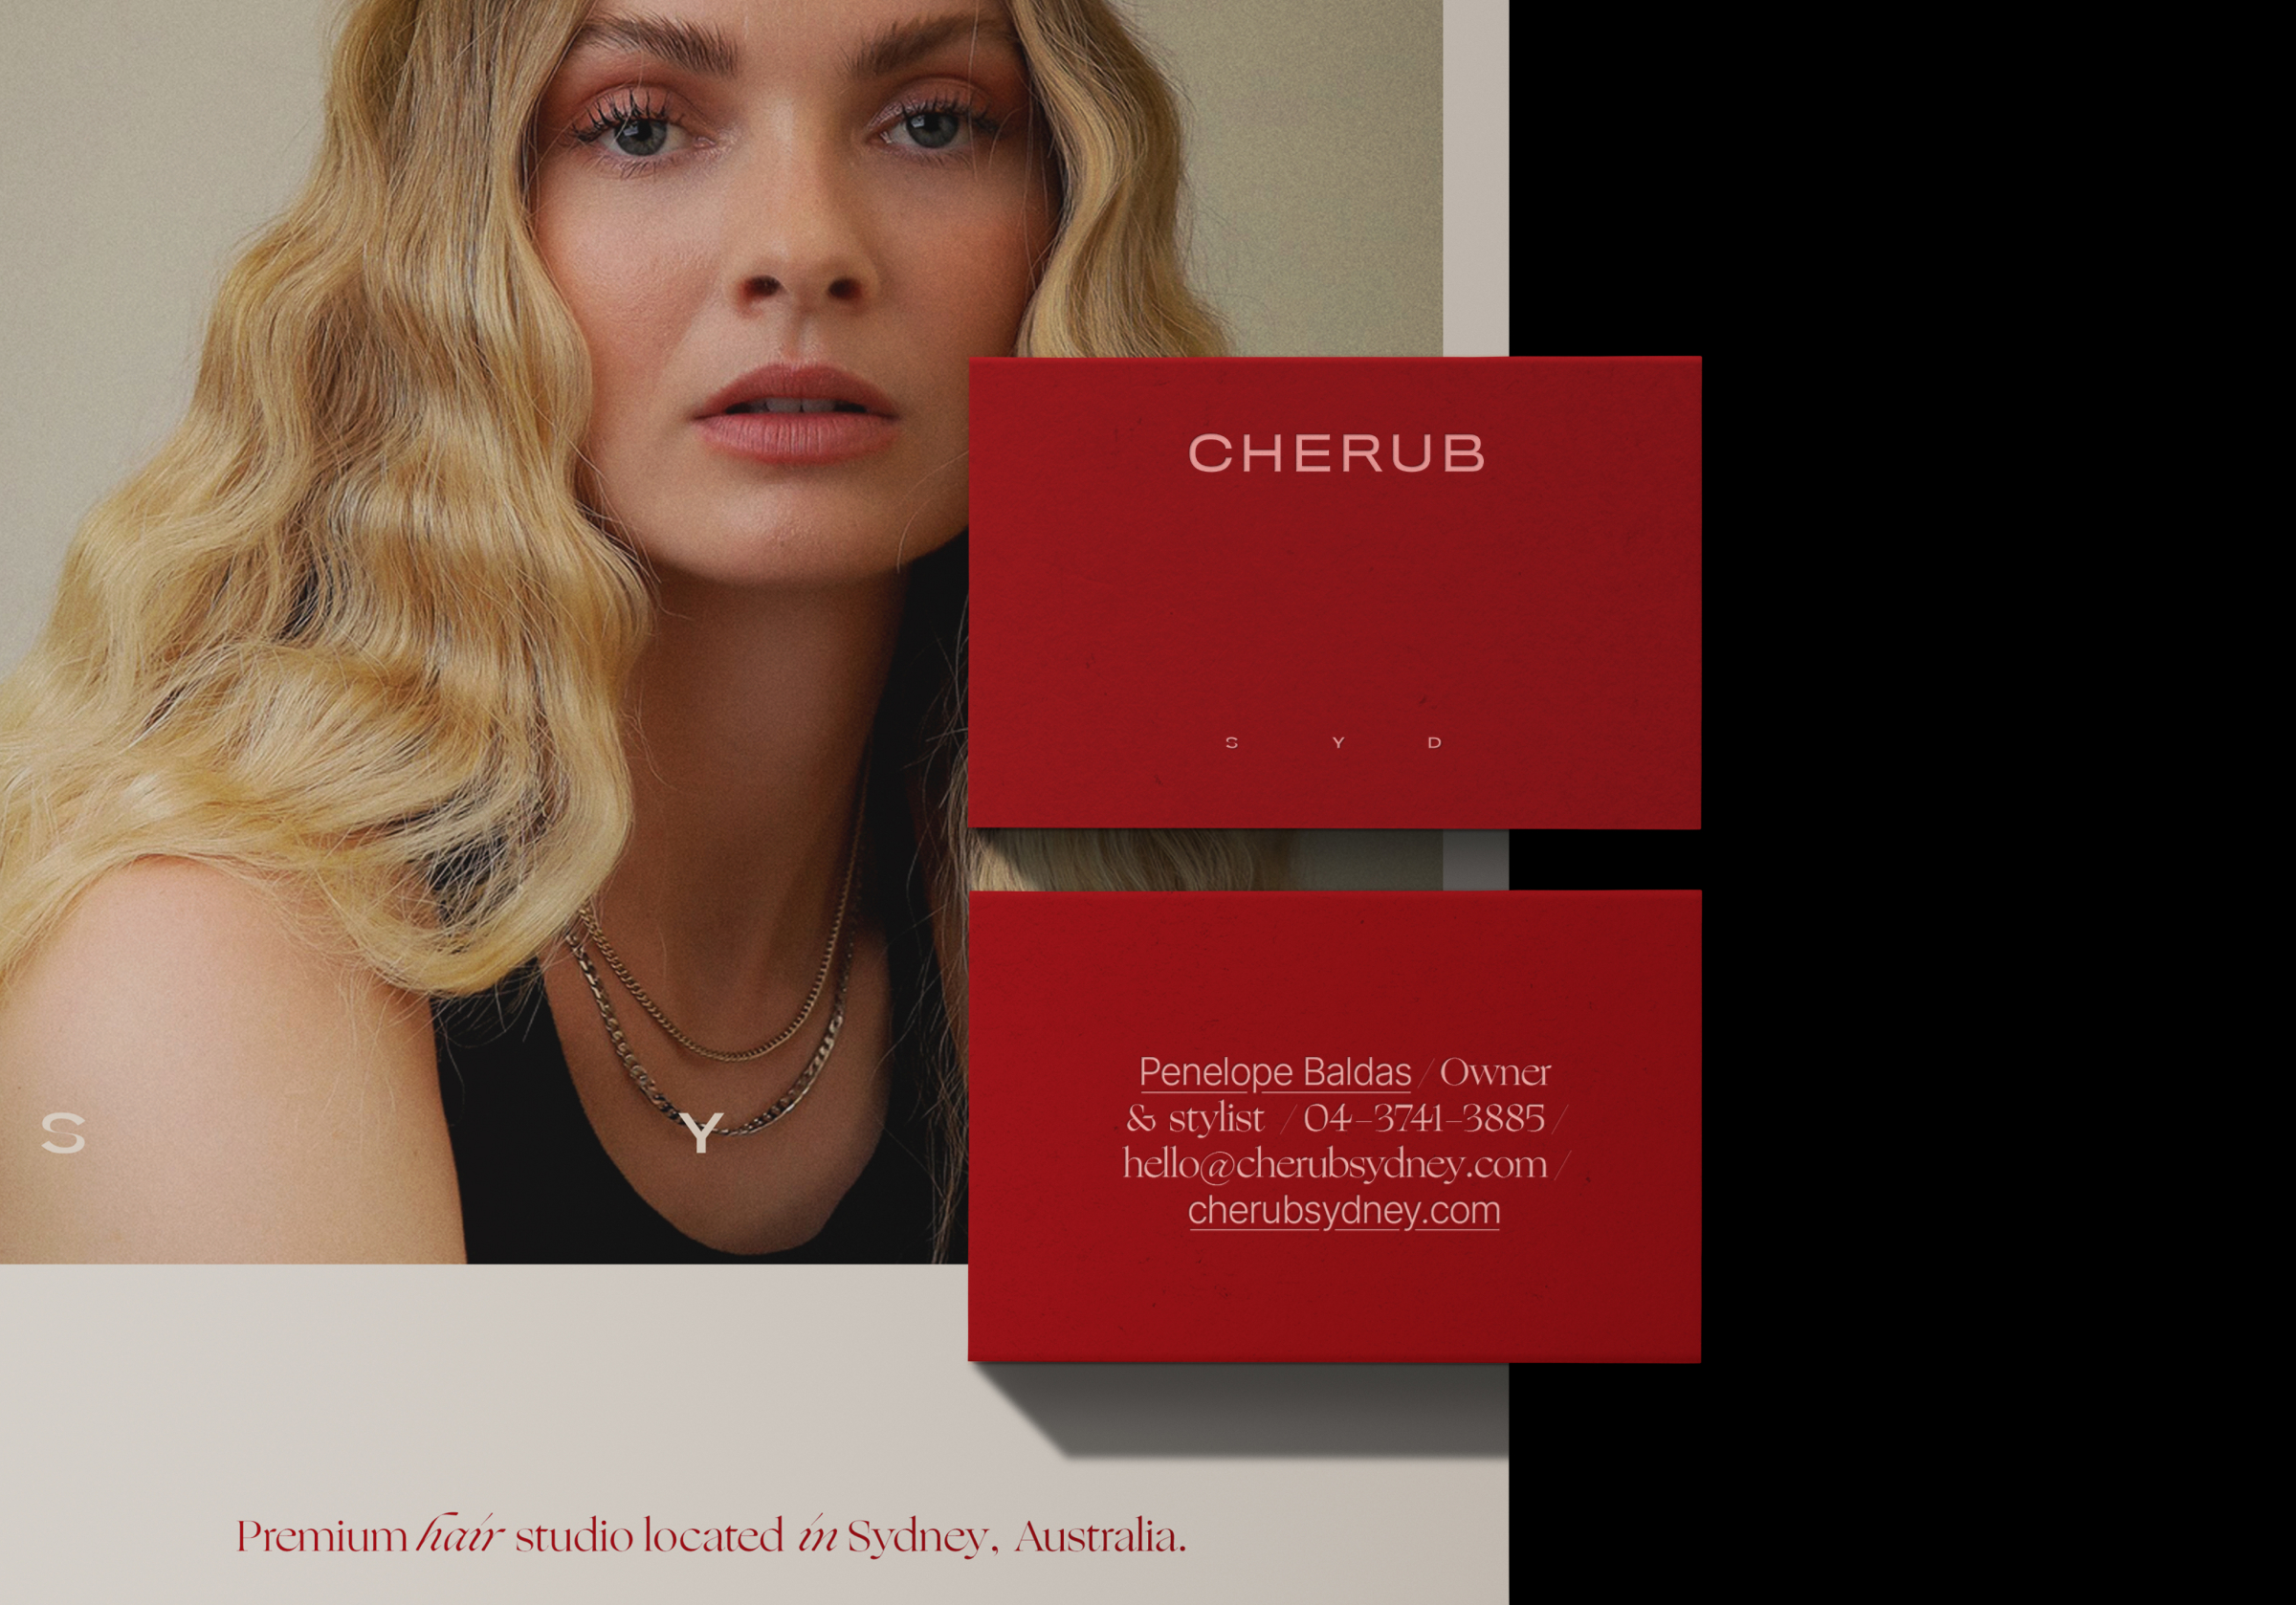 CHERUB
S Y D
Penelope Baldas / Owner
& stylist / 04-3741-3885 /
hello@cherubsydney.com /
cherubsydney.com
S Y
Premium hair studio located in Sydney, Australia.